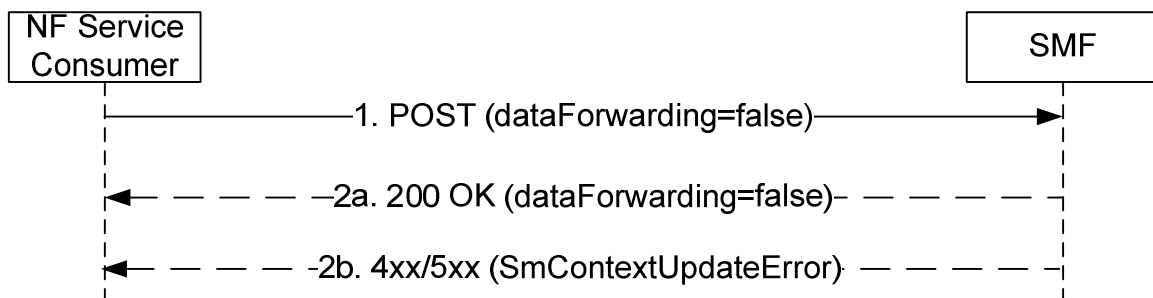 NF Service
Consumer
SMF
1. POST (dataForwarding=false)
2a. 200 OK (dataForwarding=false)
2b. 4xx/5xx (SmContextUpdateError)